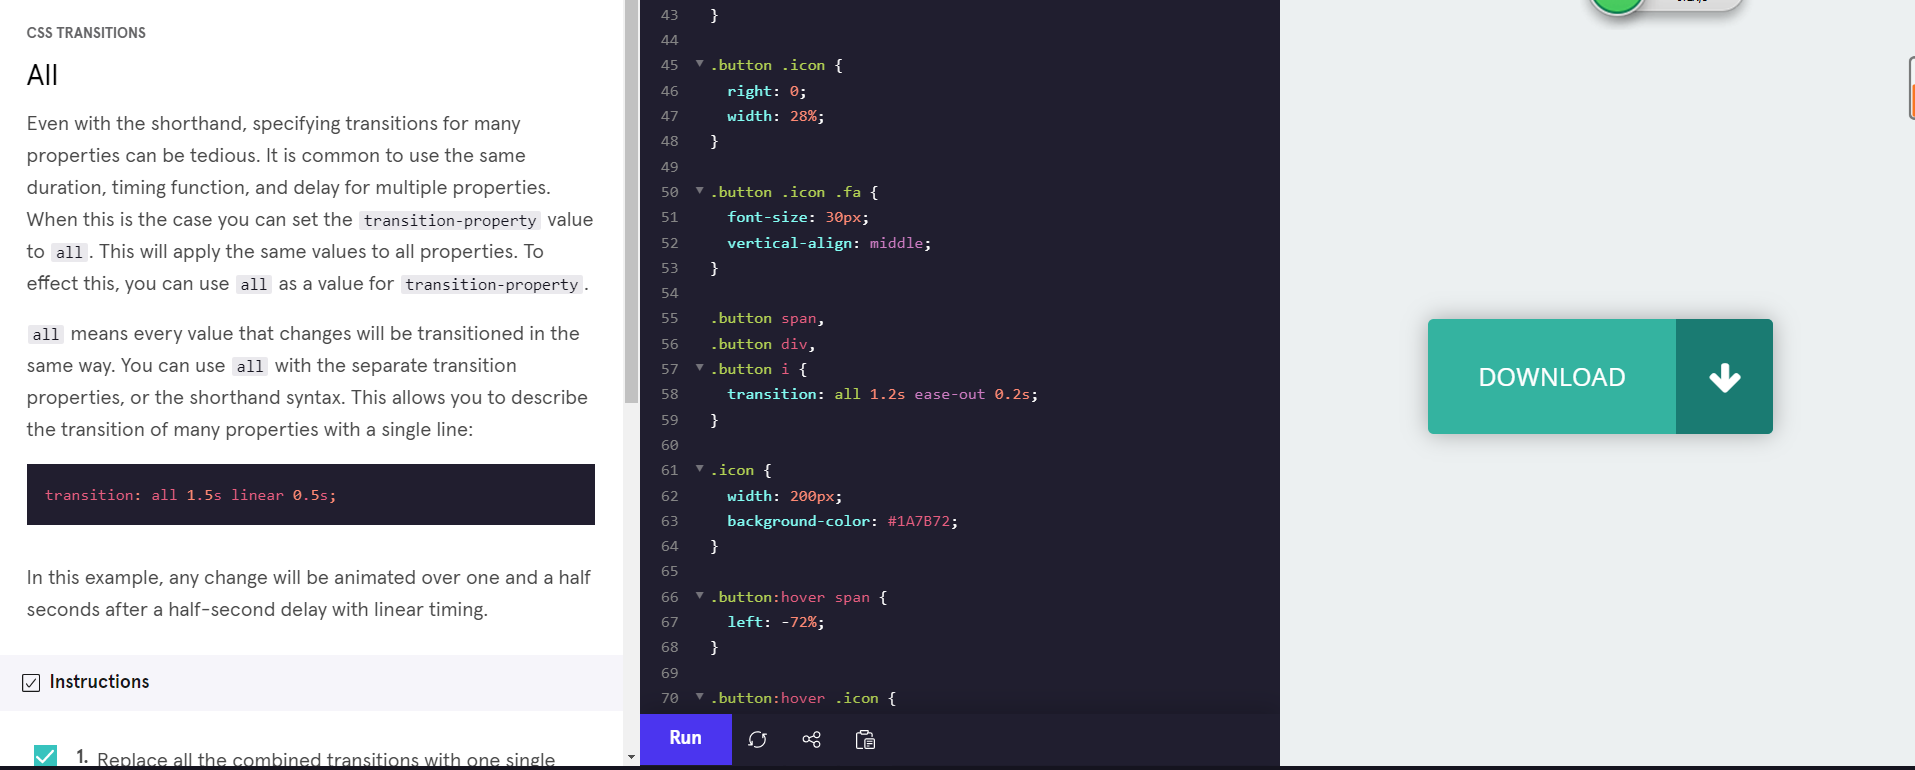 CSS TRANSITIONS
All
Even with the shorthand, specifying transitions for many
properties can be tedious. It is common to use the same
duration, timing function, and delay for multiple properties.
When this is the case you can set the transition-property value
to all. This will apply the same values to all properties. To
effect this, you can use all as a value for transition-property.
all means every value that changes will be transitioned in the
same way. You can use all with the separate transition
properties, or the shorthand syntax. This allows you to describe
the transition of many properties with a single line:
transition: all 1.5s linear 0.5s;
In this example, any change will be animated over one and a half
seconds after a half-second delay with linear timing.
Instructions
1. Replace all the combined transitions with one single
43 }
44
45 .button .icon {
46 right: 0;
47 width: 28%;
48 }
49
50 .button .icon .fa {
51 font-size: 30px;
52 vertical-align: middle;
53 }
54
55 .button span,
56 .button div,
57 .button i {
58 transition: all 1.2s ease-out 0.2s;
59 }
60
61 .icon {
62 width: 200px;
63 background-color: #1A7B72;
64 }
65
66 .button:hover span {
67 left: -72%;
68 }
69
70 .button:hover .icon {
Run
DOWNLOAD